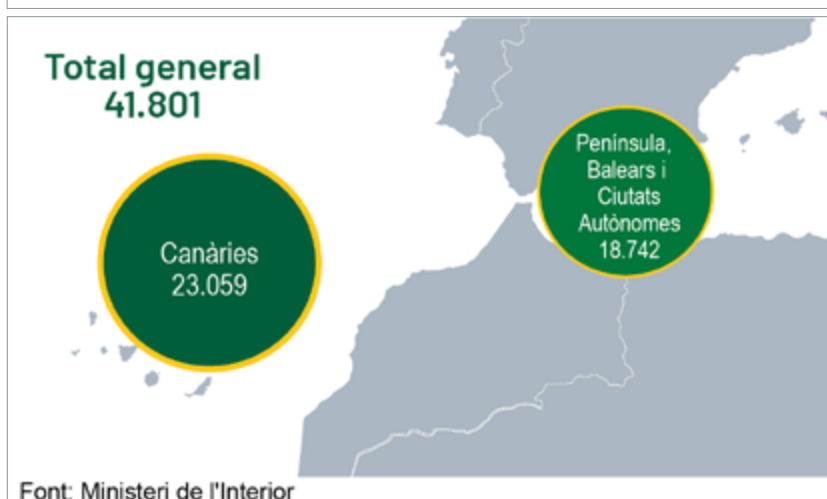 Total general
41.801
Península,
Balears i
Ciutats
Autònomes
18.742
Canàries
23.059
Font: Ministeri de l'Interior